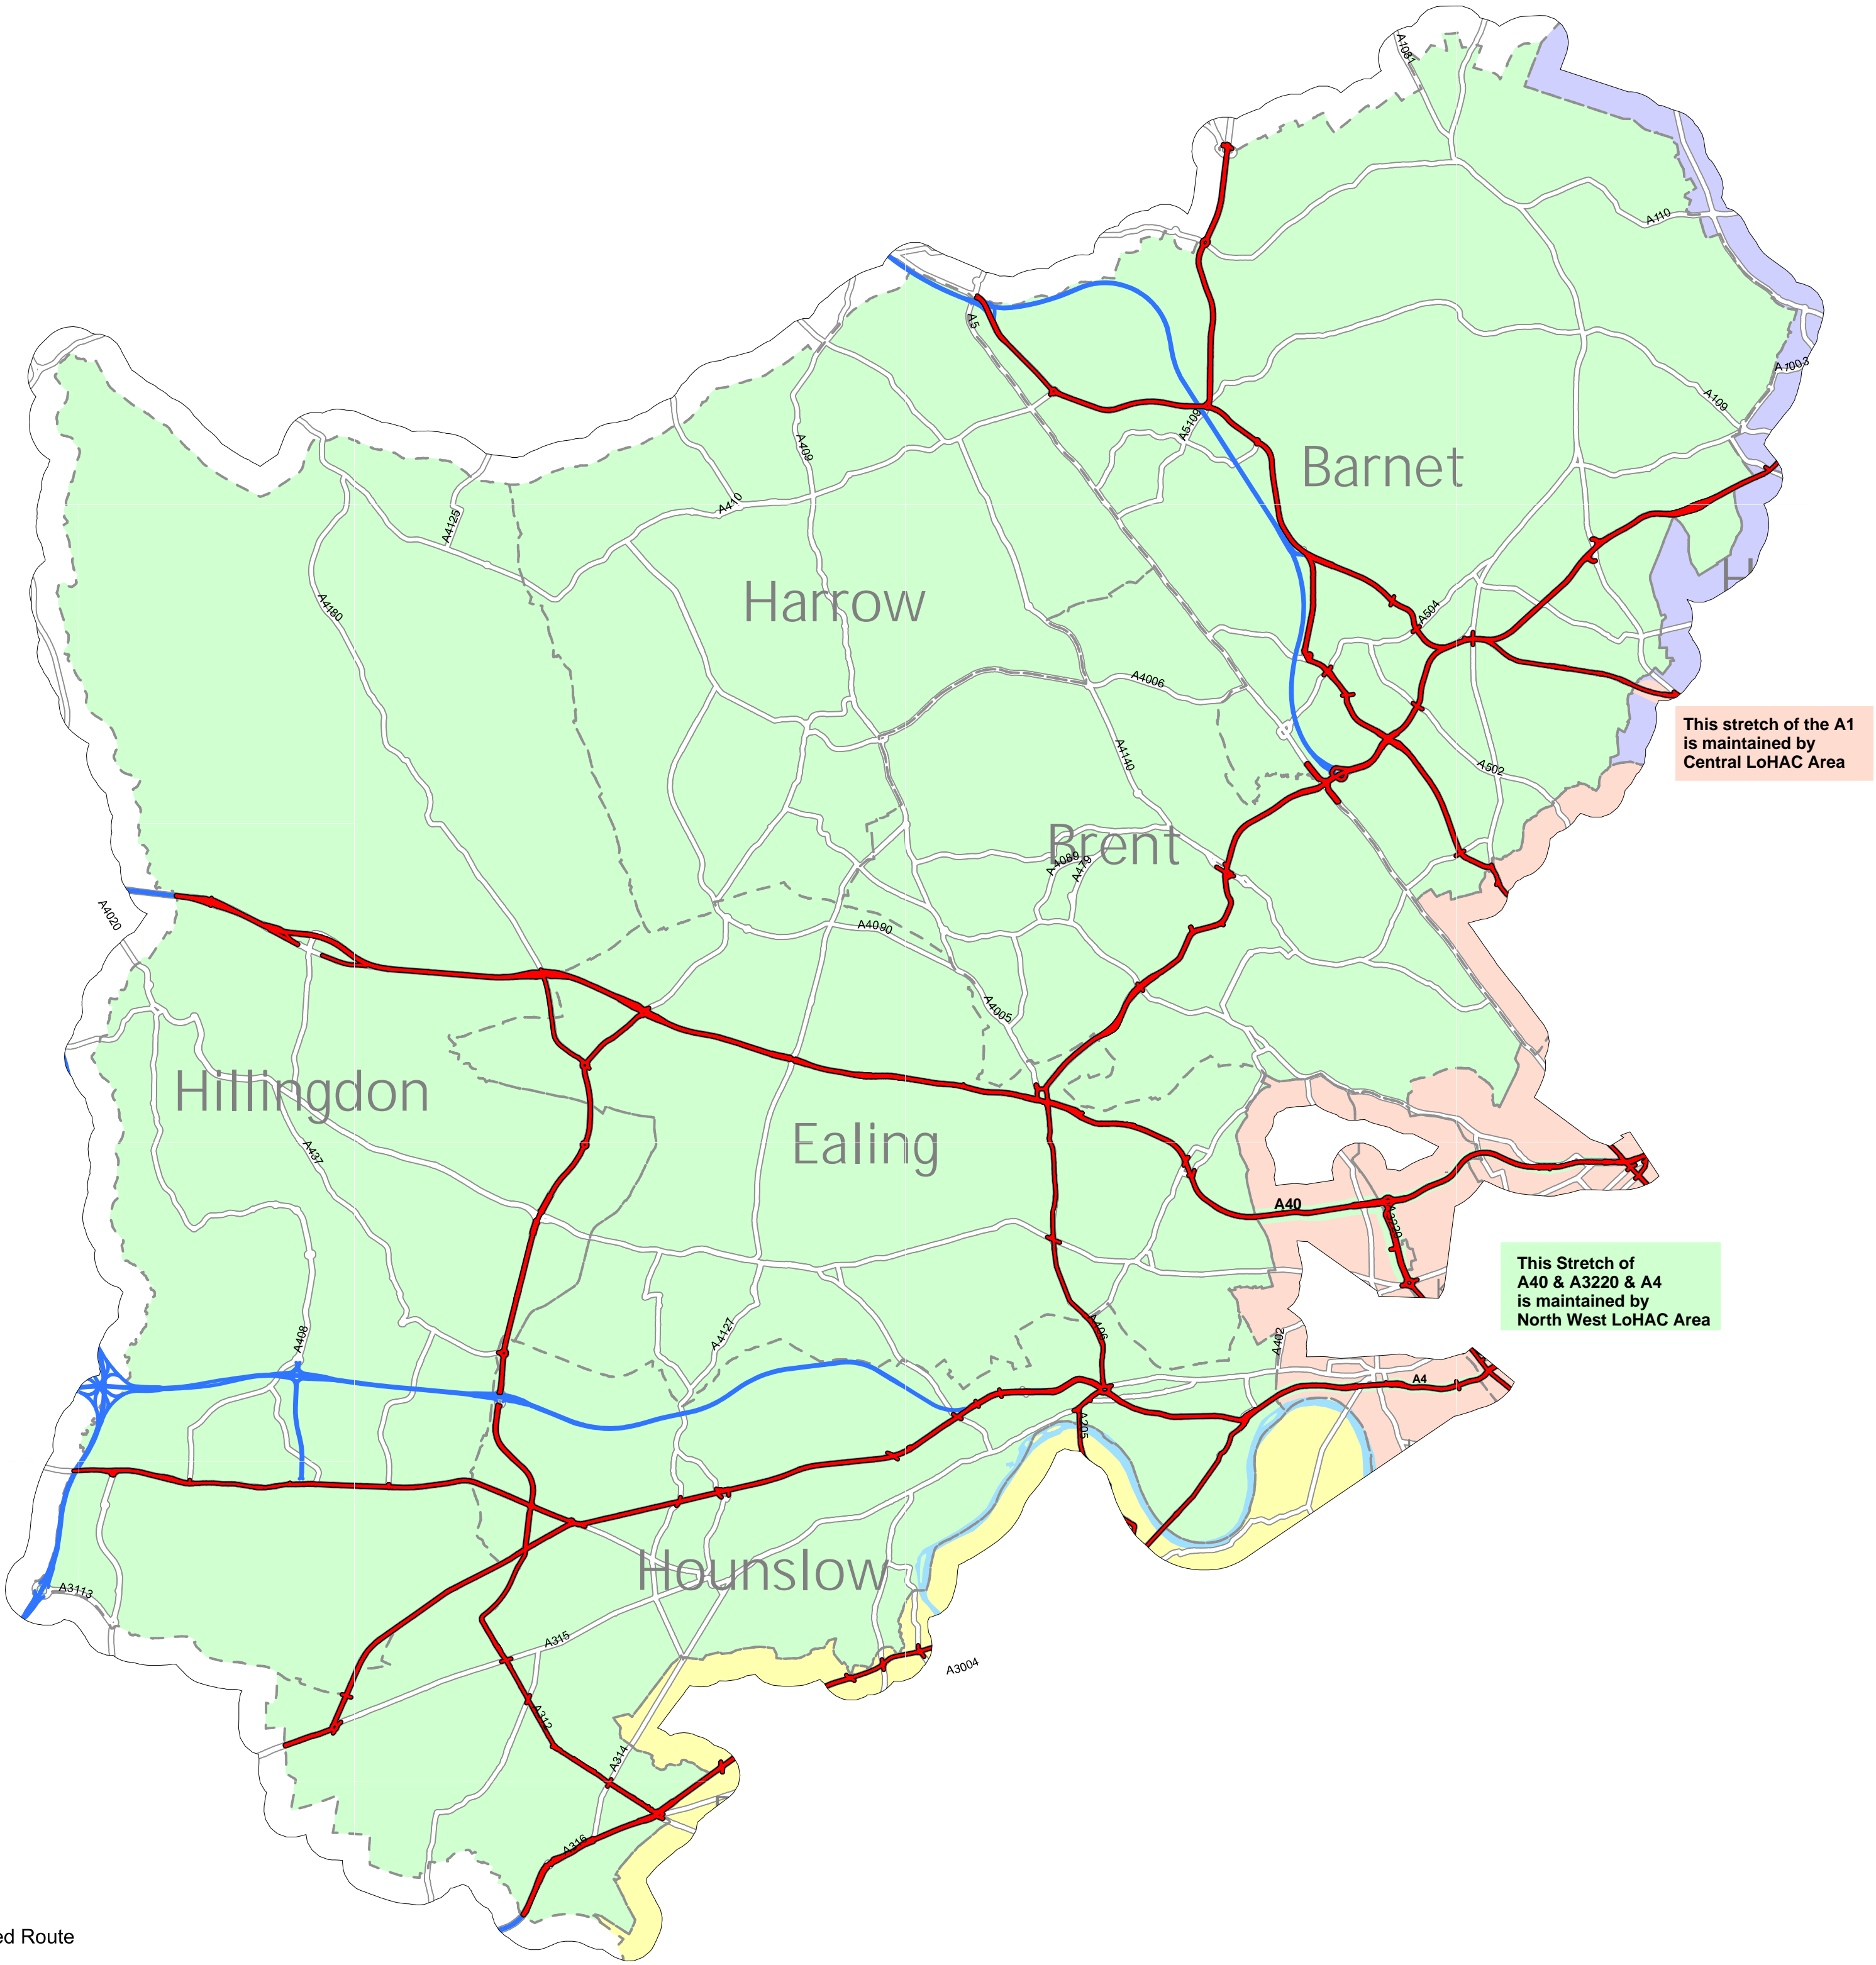 A1081
A110
A5
A1003
A109
A5109
Barnet
A409
A410
A4125
H
Harrow
A4180
A504
A4006
This stretch of the A1
is maintained by
Central LoHAC Area
A4140
A502
Brent
A4089
A479
A4020
A4090
A4005
Hillingdon
Ealing
A437
A40
A3220
This Stretch of
A40 & A3220 & A4
is maintained by
North West LoHAC Area
A408
A4127
A406
A402
A4
A205
Hounslow
A3113
A315
A3004
A312
A314
A316
ed Route